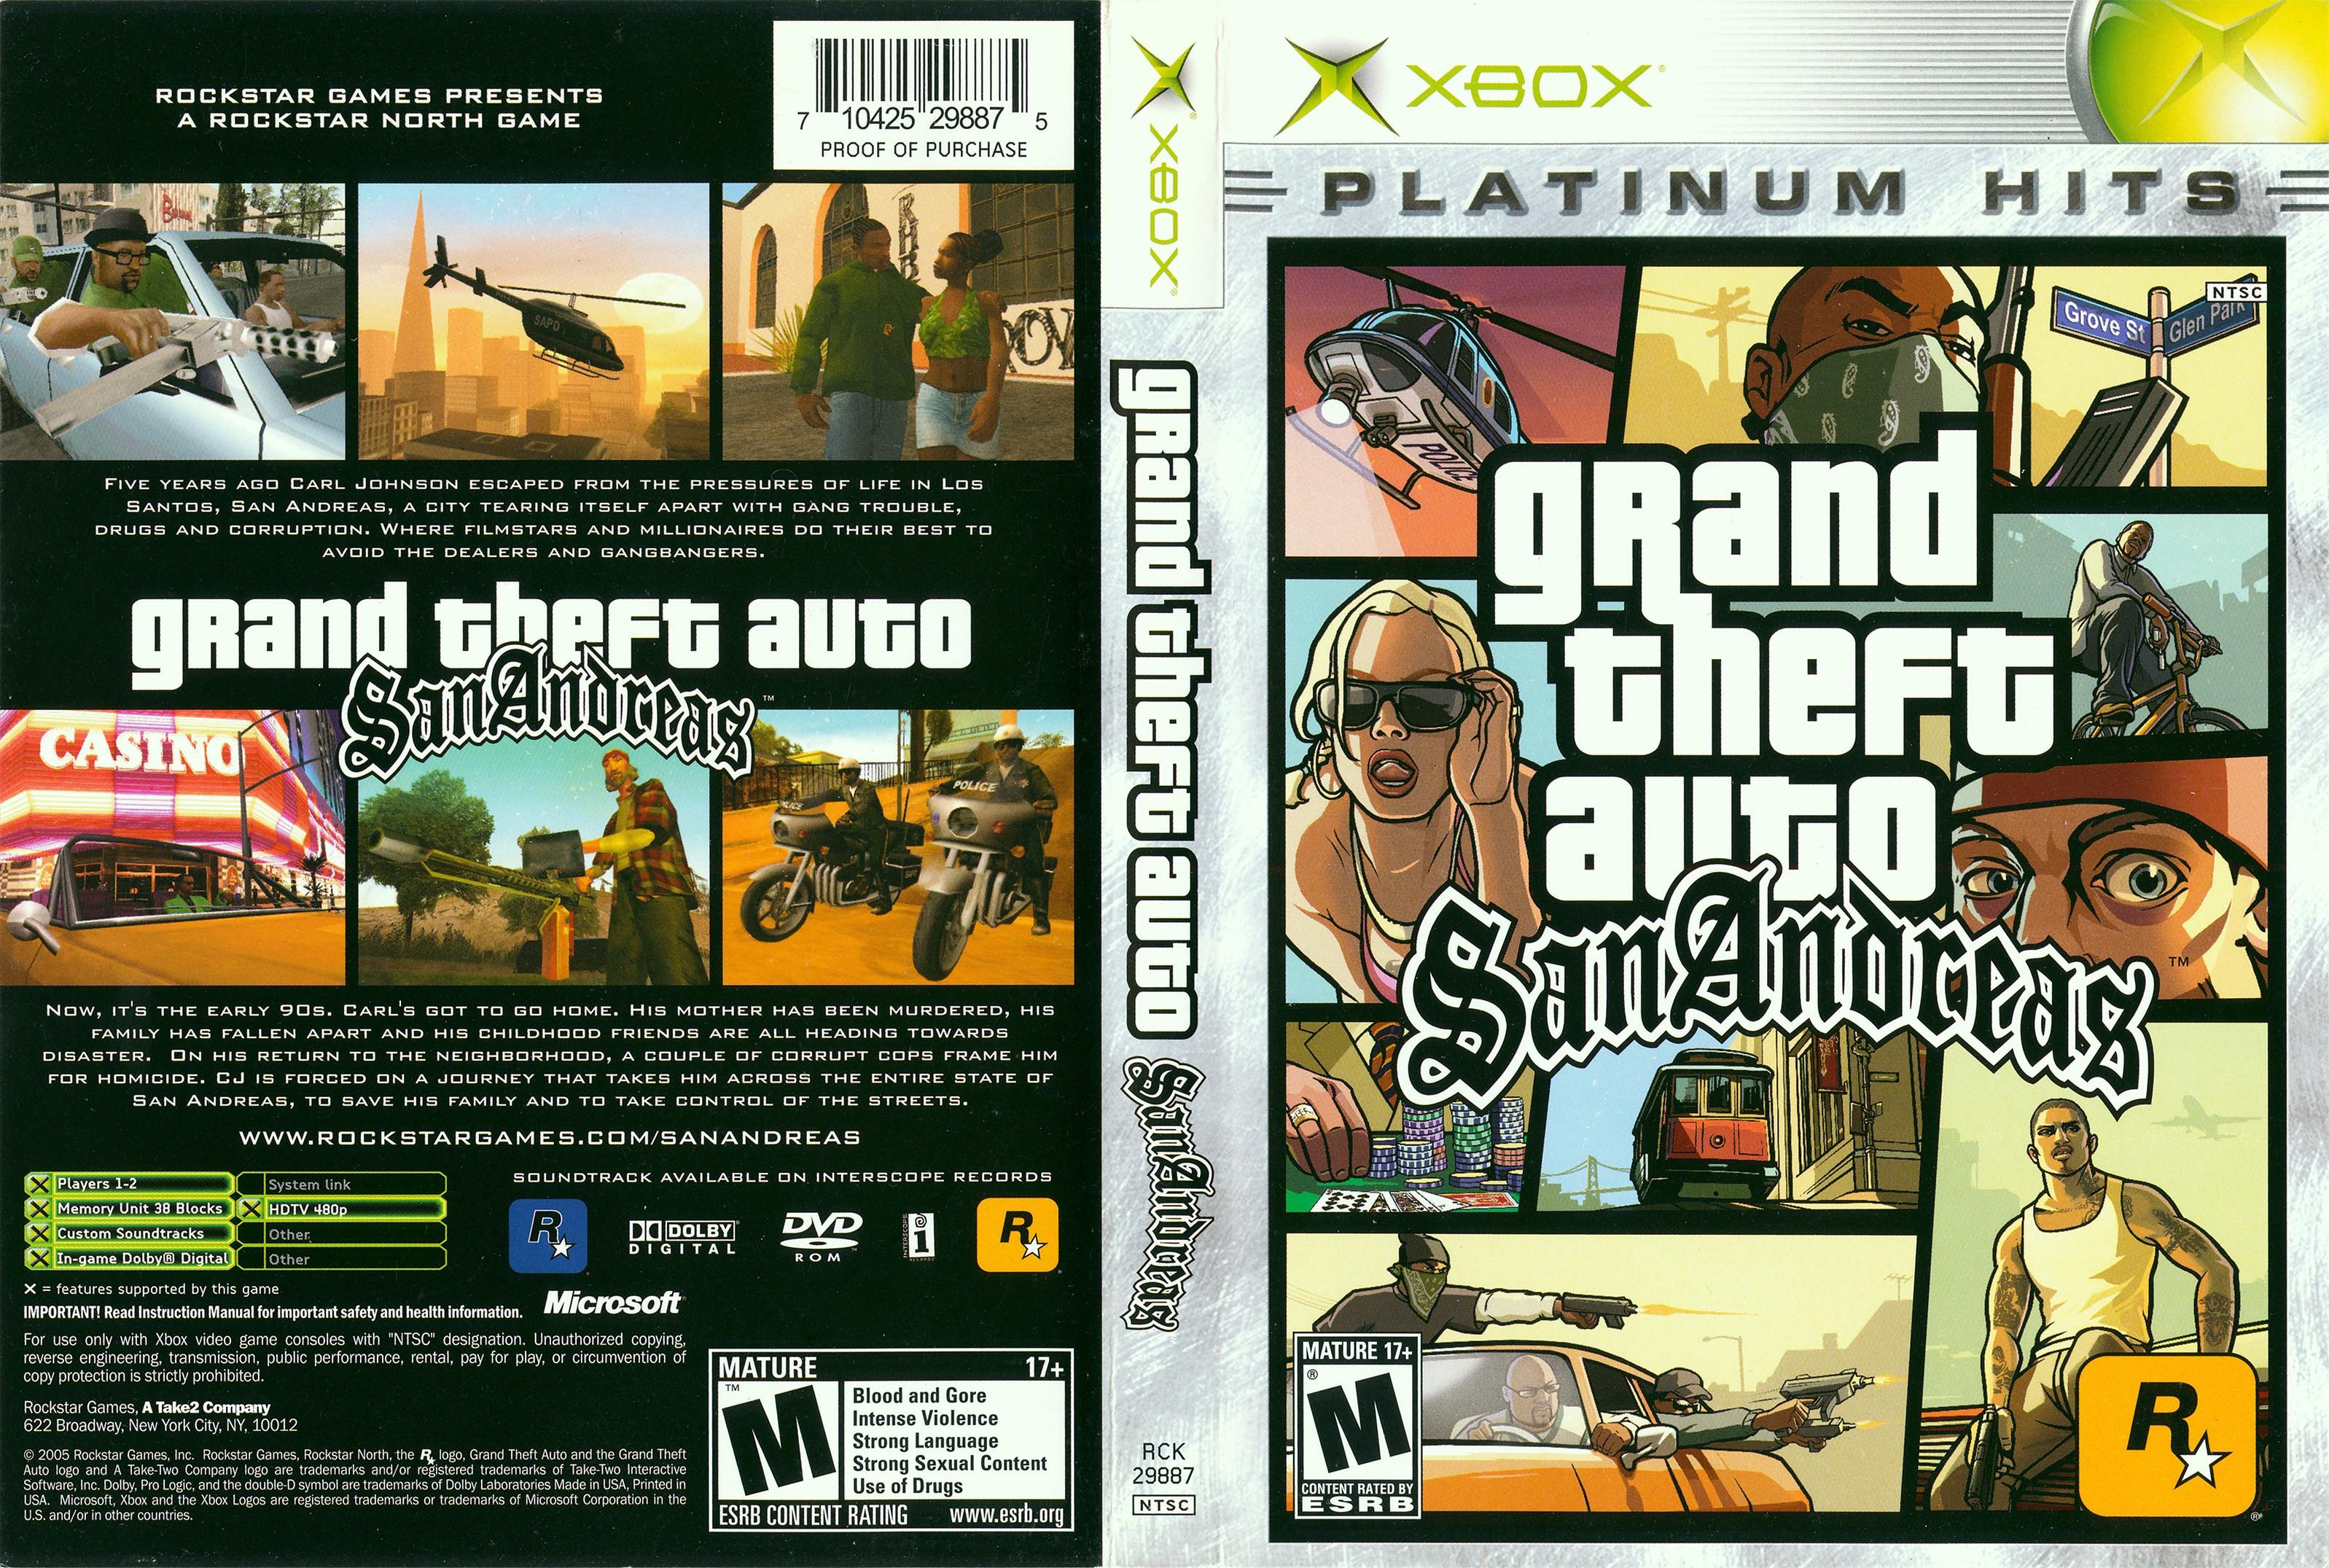 ROCKSTAR GAMES PRESENTS
A ROCKSTAR NORTH GAME
7 10425 29887 5
PROOF OF PURCHASE
SAPD
FIVE YEARS AGO CARL JOHNSON ESCAPED FROM THE PRESSURES OF LIFE IN LOS
SANTOS, SAN ANDREAS, A CITY TEARING ITSELF APART WITH GANG TROUBLE,
DRUGS AND CORRUPTION. WHERE FILMSTARS AND MILLIONAIRES DO THEIR BEST TO
AVOID THE DEALERS AND GANGBANGERS.
grand theft auto
San Andreas™
CASINO
POLICE
POLICE
NOW, IT'S THE EARLY 90S. CARL'S GOT TO GO HOME. HIS MOTHER HAS BEEN MURDERED, HIS
FAMILY HAS FALLEN APART AND HIS CHILDHOOD FRIENDS ARE ALL HEADING TOWARDS
DISASTER. ON HIS RETURN TO THE NEIGHBORHOOD, A COUPLE OF CORRUPT COPS FRAME HIM
FOR HOMICIDE. CJ IS FORCED ON A JOURNEY THAT TAKES HIM ACROSS THE ENTIRE STATE OF
SAN ANDREAS, TO SAVE HIS FAMILY AND TO TAKE CONTROL OF THE STREETS.
WWW.ROCKSTARGAMES.COM/SANANDREAS
SOUNDTRACK AVAILABLE ON INTERSCOPE RECORDS
Players 1-2
System link
Memory Unit 38 Blocks
HDTV 480p
Custom Soundtracks
Other
In-game Dolby® Digital
Other
X = features supported by this game
R
DOLBY
DIGITAL
DVD
ROM
INTERSCOPE
RECORDS
i
R
IMPORTANT! Read Instruction Manual for important safety and health information.
Microsoft
For use only with Xbox video game consoles with "NTSC" designation. Unauthorized copying,
reverse engineering, transmission, public performance, rental, pay for play, or circumvention of
copy protection is strictly prohibited.
Rockstar Games, A Take2 Company
622 Broadway, New York City, NY, 10012
© 2005 Rockstar Games, Inc. Rockstar Games, Rockstar North, the R logo, Grand Theft Auto and the Grand Theft
Auto logo and A Take-Two Company logo are trademarks and/or registered trademarks of Take-Two Interactive
Software, Inc. Dolby, Pro Logic, and the double-D symbol are trademarks of Dolby Laboratories Made in USA, Printed in
USA. Microsoft, Xbox and the Xbox Logos are registered trademarks or trademarks of Microsoft Corporation in the
U.S. and/or in other countries.
MATURE 17+
M
™
Blood and Gore
Intense Violence
Strong Language
Strong Sexual Content
Use of Drugs
ESRB CONTENT RATING www.esrb.org
XBOX
grand theft auto
San Andreas
RCK
29887
NTSC
XBOX®
PLATINUM HITS
NTSC
Grove St
Glen Park
POLICE
grand
theft
auto
San Andreas™
MATURE 17+
®
M
CONTENT RATED BY
ESRB
R
®